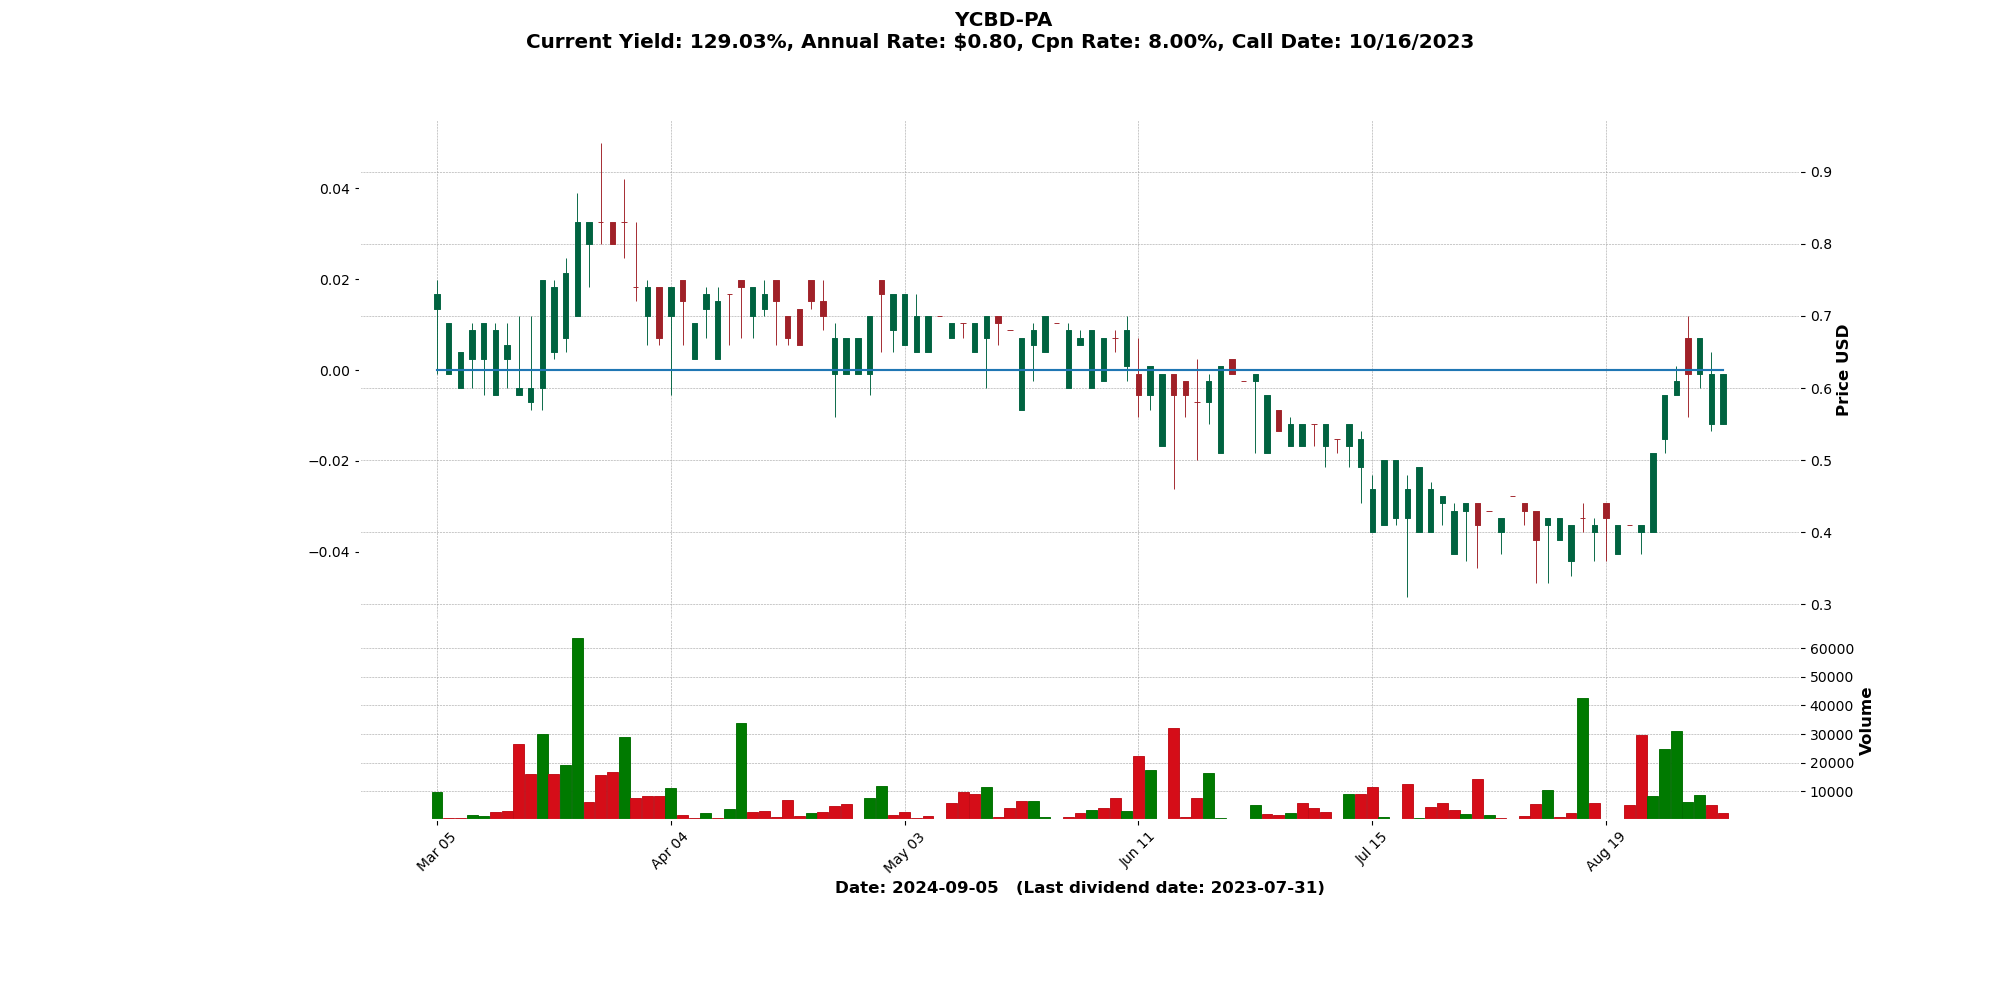 YCBD-PA
Current Yield: 129.03%, Annual Rate: $0.80, Cpn Rate: 8.00%, Call Date: 10/16/2023
0.04
0.02
0.00
−0.02
−0.04
0.9
0.8
0.7
0.6
0.5
0.4
0.3
Price USD
60000
50000
40000
30000
20000
10000
Volume
Mar 05
Apr 04
May 03
Jun 11
Jul 15
Aug 19
Date: 2024-09-05   (Last dividend date: 2023-07-31)